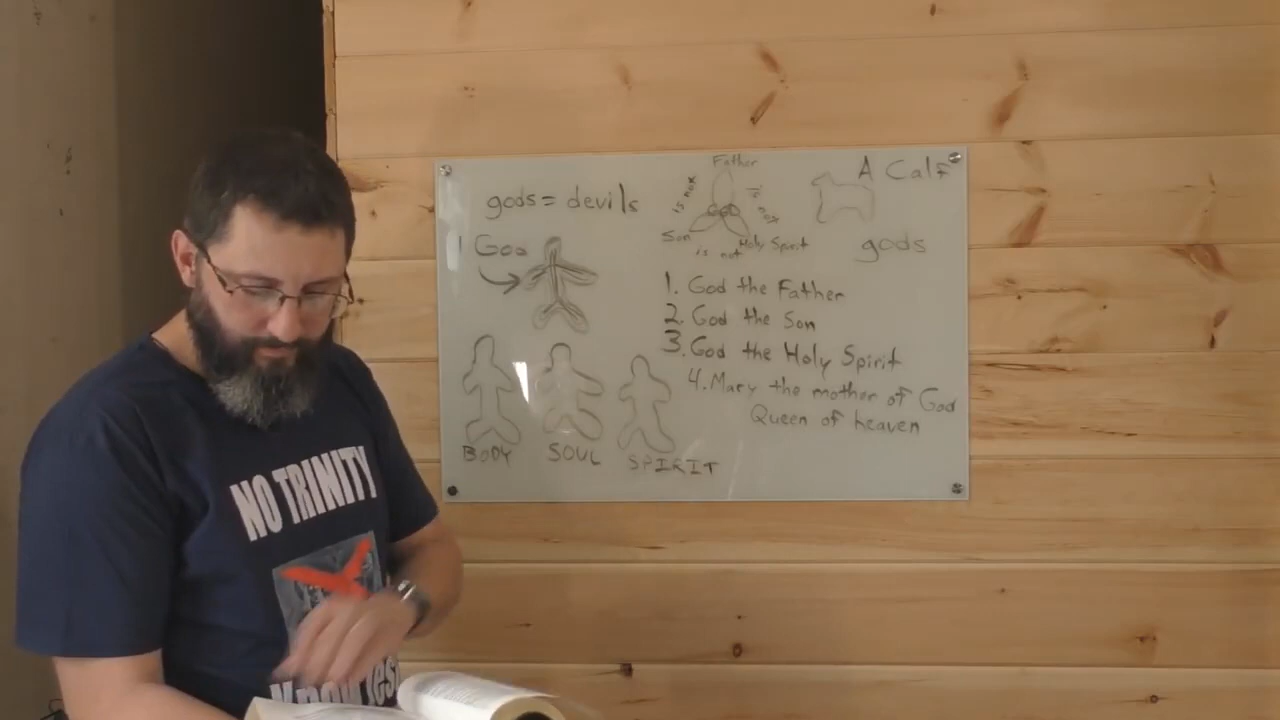 gods = devils
1 God
BODY SOUL SPIRIT
Father
is not
is not
God
Son
Holy Spirit
is not
A Calf
gods
1. God the Father
2. God the Son
3. God the Holy Spirit
4. Mary the mother of God
Queen of heaven
NO TRINITY